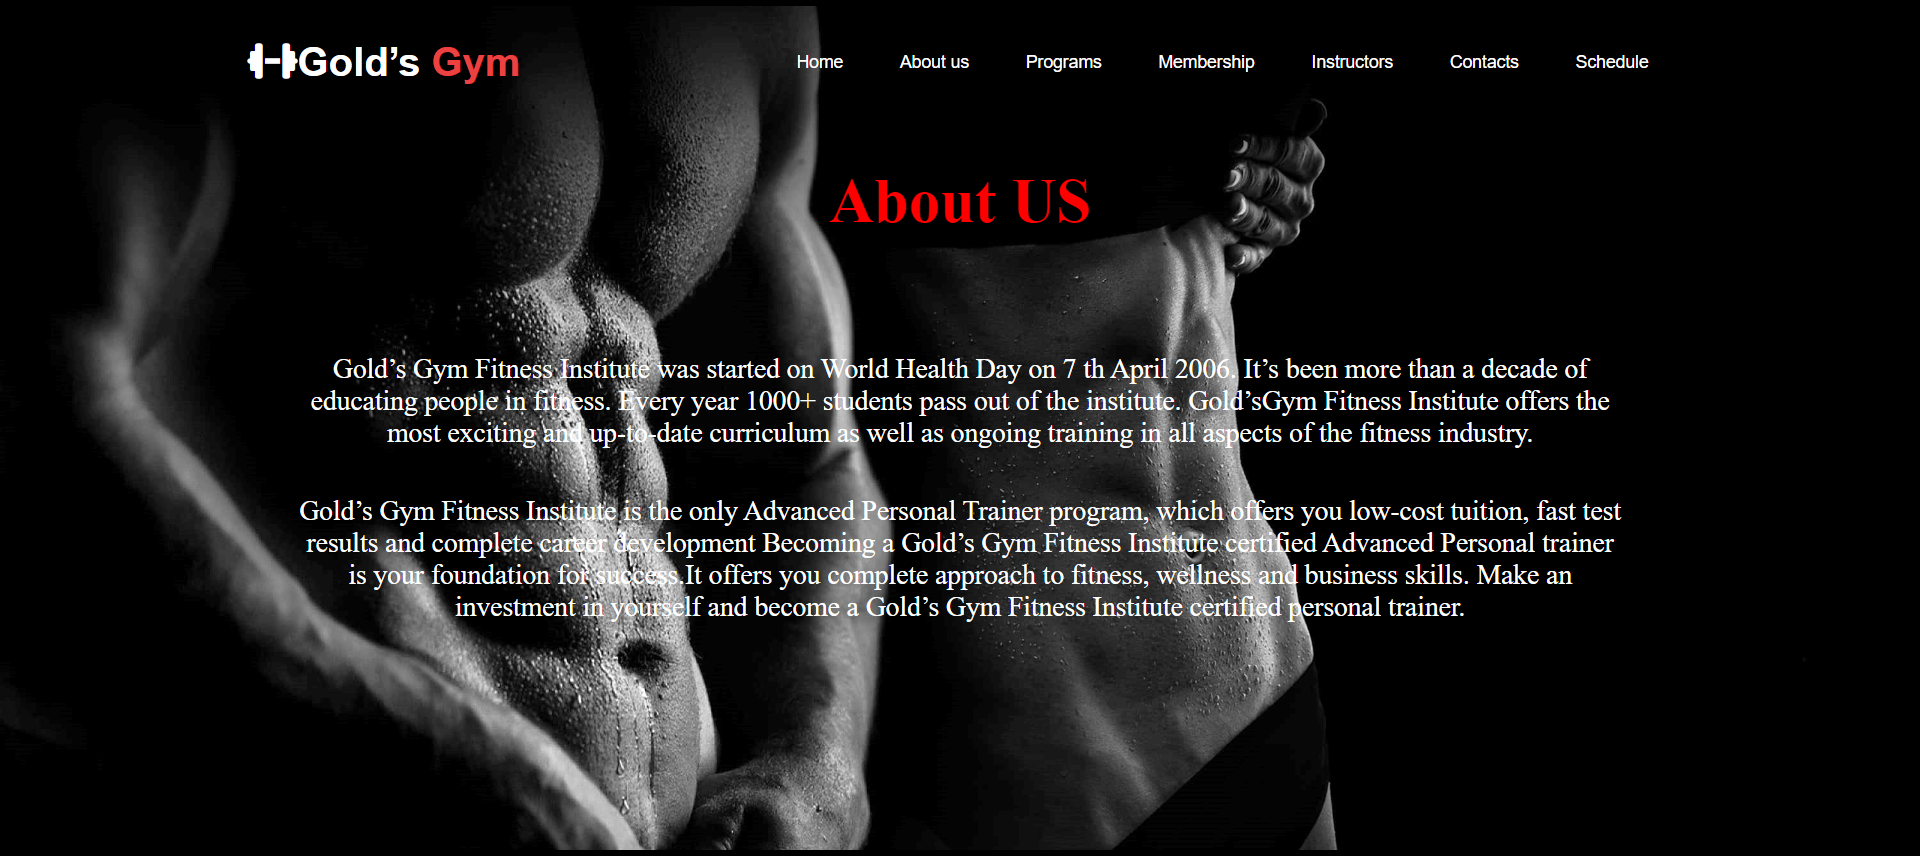 Gold’s Gym
Home About us Programs Membership Instructors Contacts Schedule
About US
Gold’s Gym Fitness Institute was started on World Health Day on 7 th April 2006. It’s been more than a decade of
educating people in fitness. Every year 1000+ students pass out of the institute. Gold’sGym Fitness Institute offers the
most exciting and up-to-date curriculum as well as ongoing training in all aspects of the fitness industry.
Gold’s Gym Fitness Institute is the only Advanced Personal Trainer program, which offers you low-cost tuition, fast test
results and complete career development Becoming a Gold’s Gym Fitness Institute certified Advanced Personal trainer
is your foundation for success.It offers you complete approach to fitness, wellness and business skills. Make an
investment in yourself and become a Gold’s Gym Fitness Institute certified personal trainer.